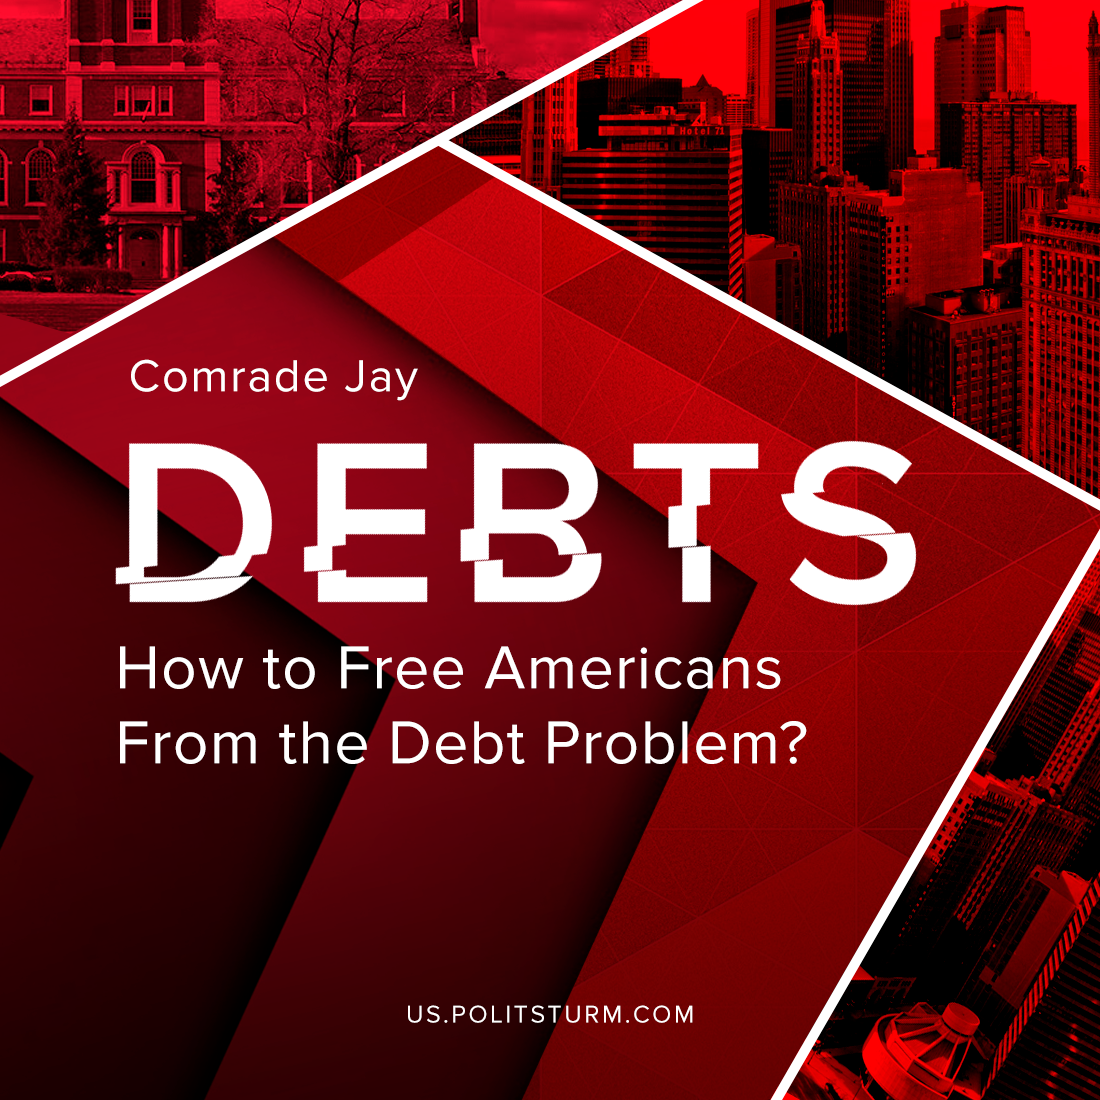 Comrade Jay
DEBTS
How to Free Americans
From the Debt Problem?
US.POLITSTURM.COM